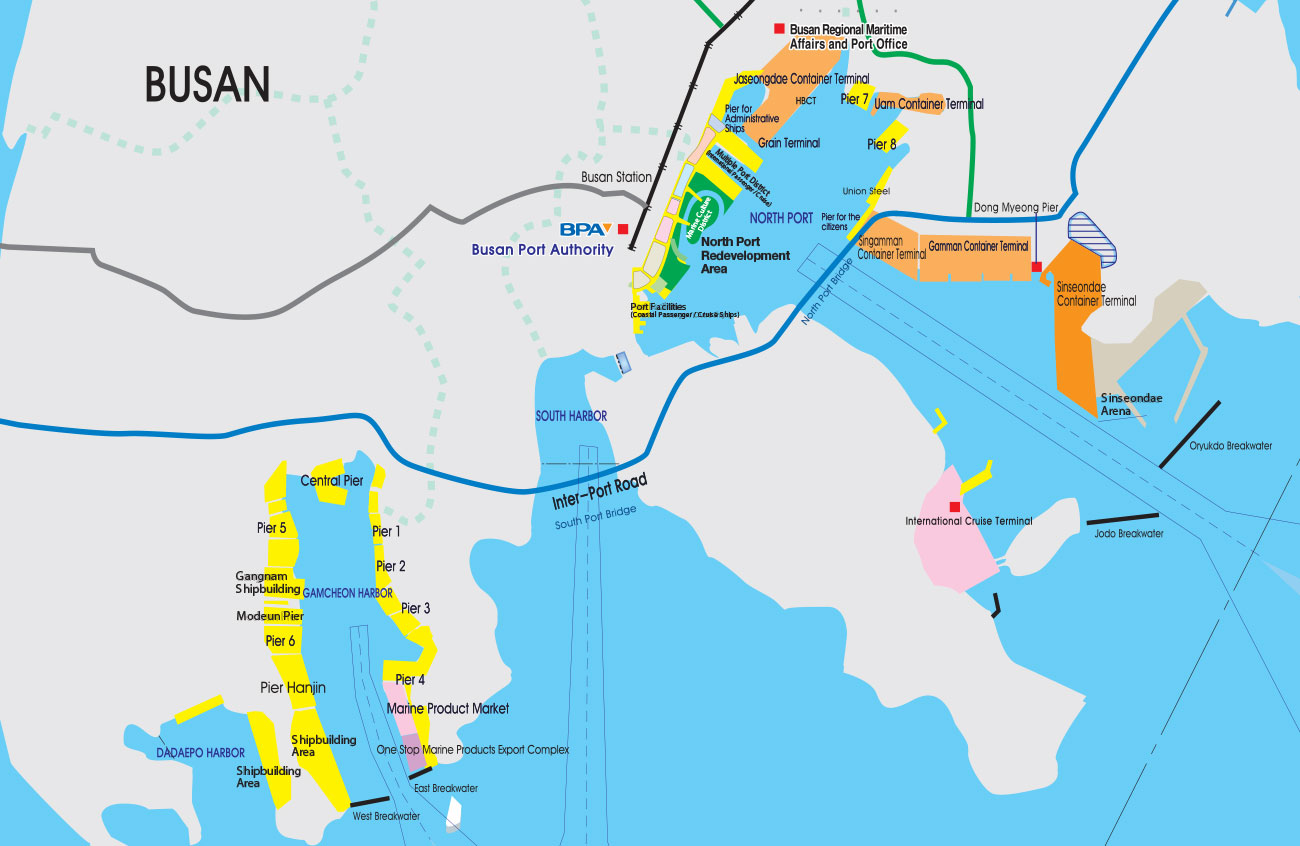 BUSAN
Busan Regional Maritime
Affairs and Port Office
Jaseongdae Container Terminal
HBCT
Pier 7
Uam Container Terminal
Pier for
Administrative
Ships
Grain Terminal
Pier 8
Multiple Port District
(International Passenger / Cruise)
Busan Station
Union Steel
Marine Culture
District
NORTH PORT
Pier for the
citizens
Dong Myeong Pier
BPA
Busan Port Authority
North Port
Redevelopment
Area
Singamman
Container Terminal
Gamman Container Terminal
North Port Bridge
Sinseondae
Container Terminal
Port Facilities
(Coastal Passenger / Cruise Ships)
SOUTH HARBOR
Sinseondae
Arena
Oryukdo Breakwater
Inter-Port Road
South Port Bridge
International Cruise Terminal
Jodo Breakwater
Central Pier
Pier 5
Pier 1
Pier 2
Gangnam
Shipbuilding
GAMCHEON HARBOR
Pier 3
Modeun Pier
Pier 6
Pier 4
Pier Hanjin
Marine Product Market
Shipbuilding
Area
One Stop Marine Products Export Complex
DADAEPO HARBOR
Shipbuilding
Area
East Breakwater
West Breakwater